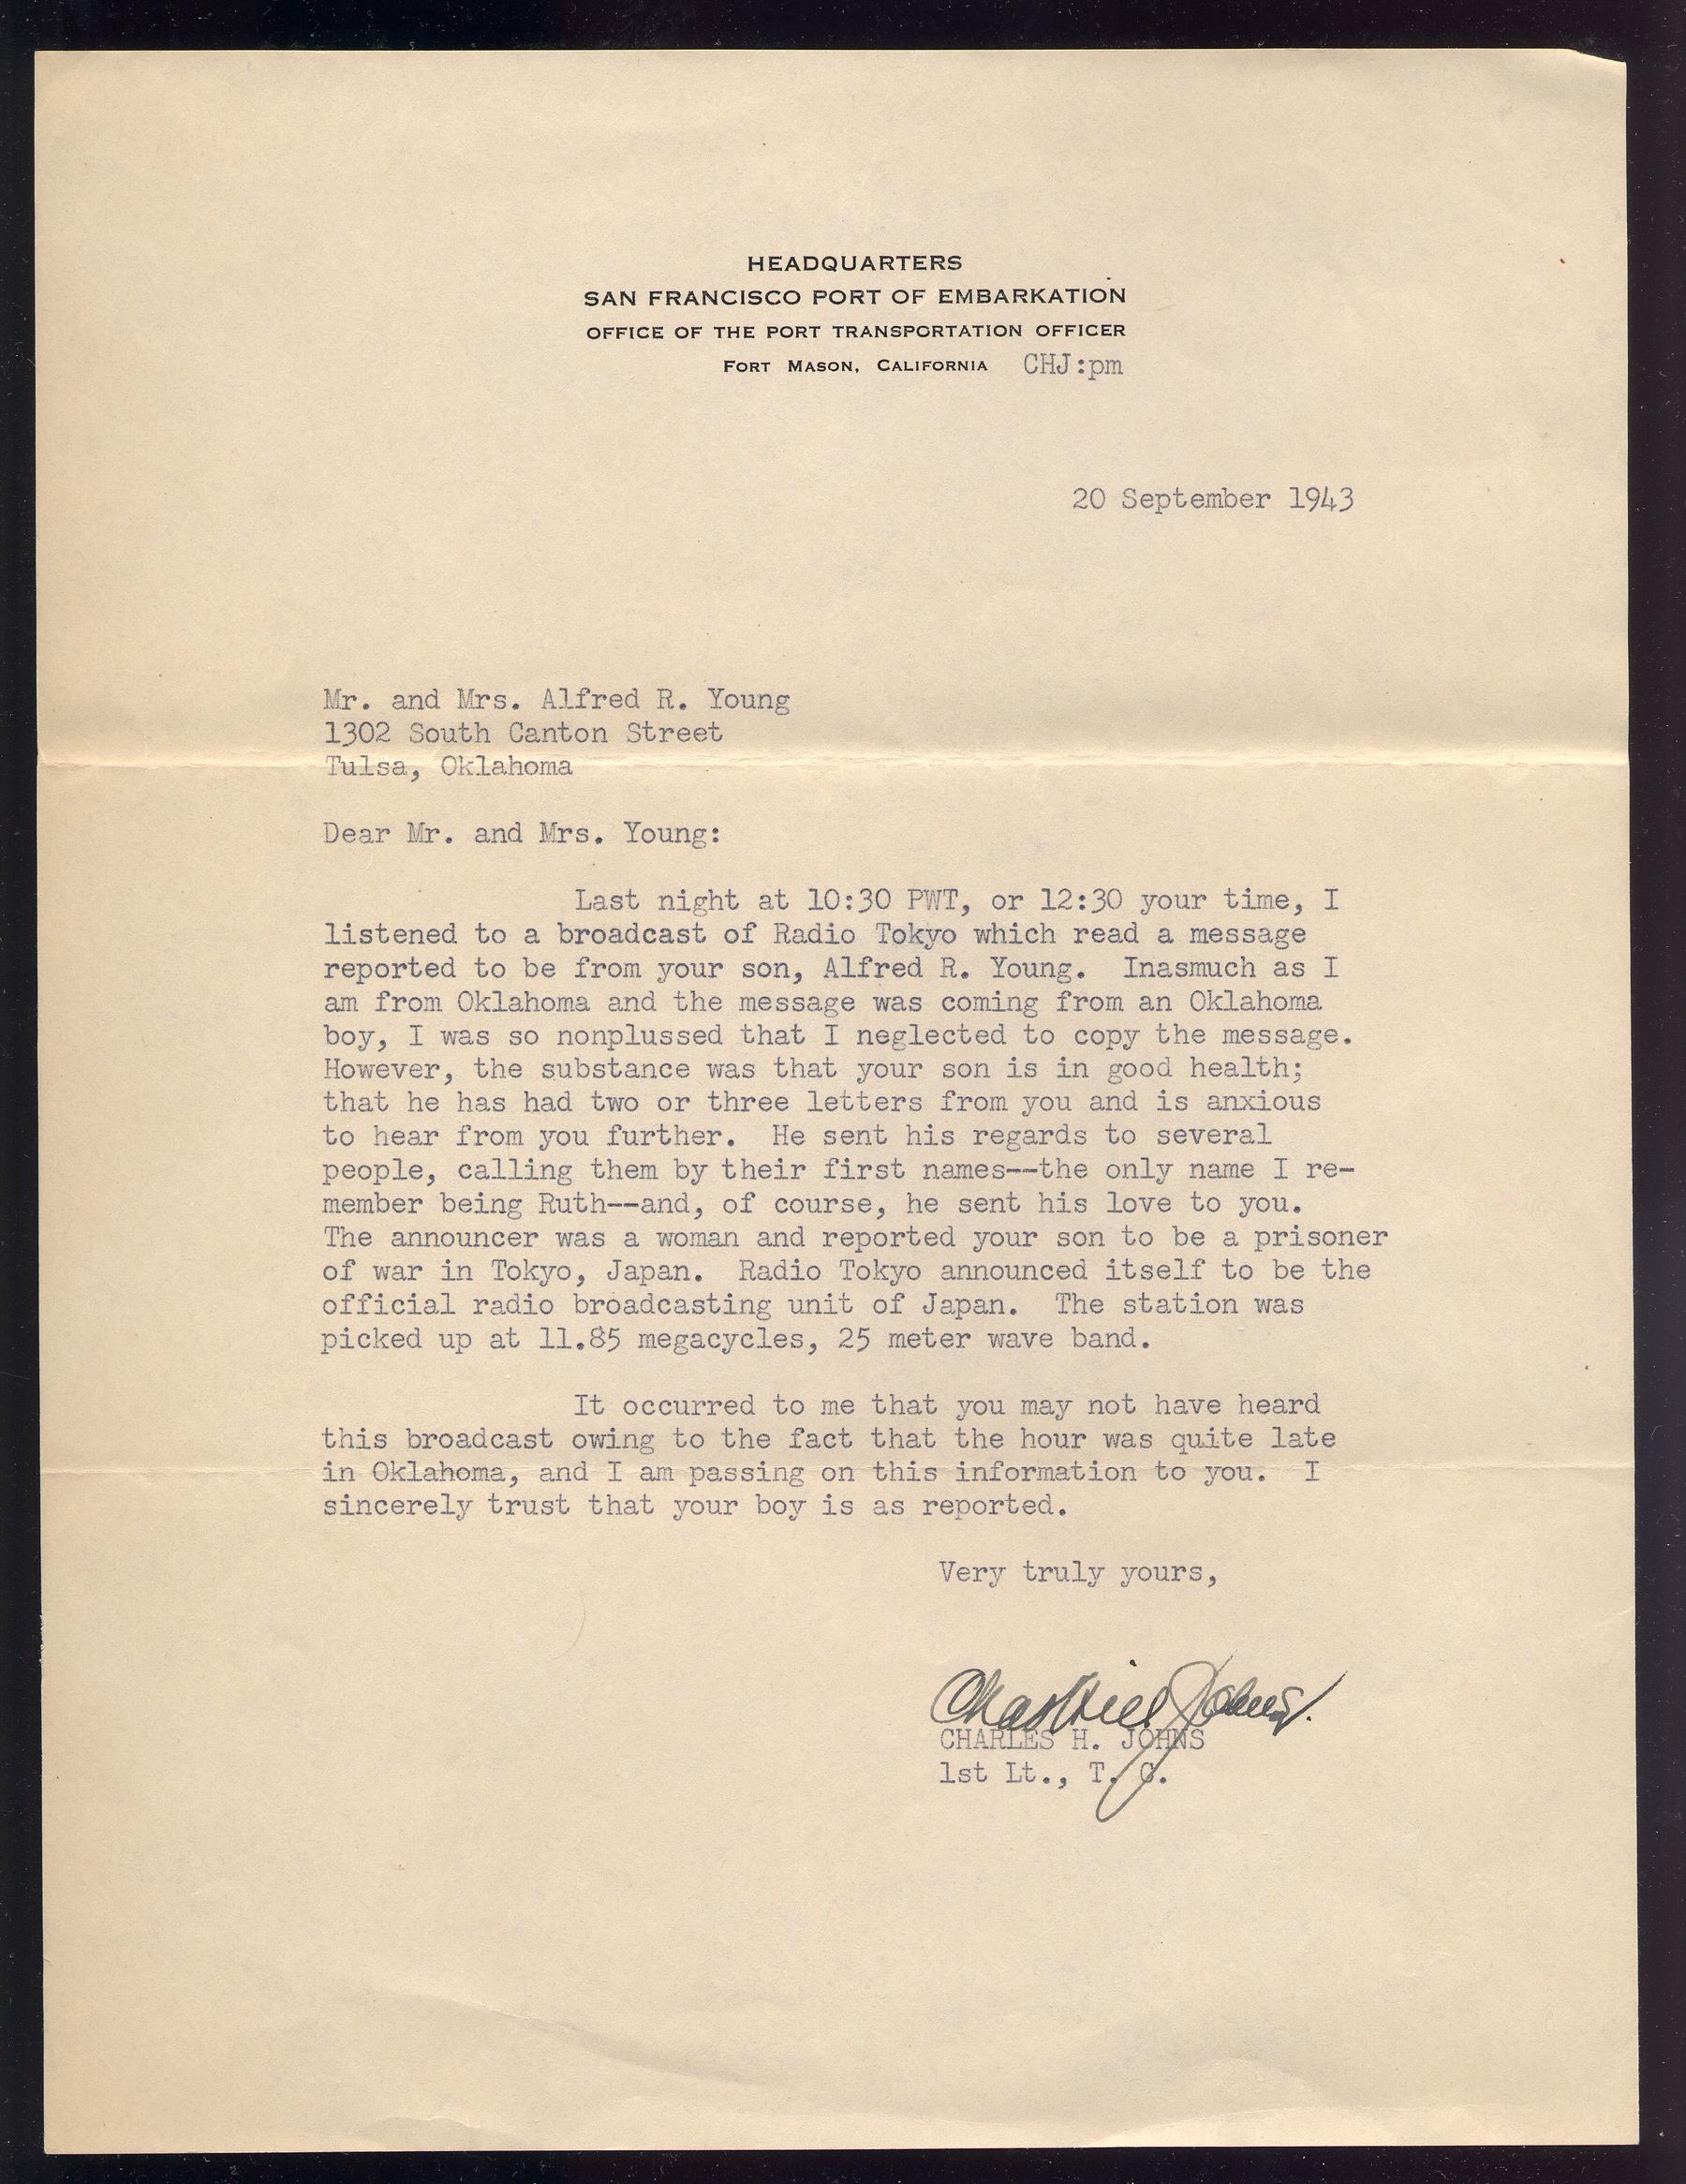 HEADQUARTERS
SAN FRANCISCO PORT OF EMBARKATION
OFFICE OF THE PORT TRANSPORTATION OFFICER
FORT MASON, CALIFORNIA CHJ:pm
20 September 1943
Mr. and Mrs. Alfred R. Young
1302 South Canton Street
Tulsa, Oklahoma
Dear Mr. and Mrs. Young:
Last night at 10:30 PWT, or 12:30 your time, I
listened to a broadcast of Radio Tokyo which read a message
reported to be from your son, Alfred R. Young. Inasmuch as I
am from Oklahoma and the message was coming from an Oklahoma
boy, I was so nonplussed that I neglected to copy the message.
However, the substance was that your son is in good health;
that he has had two or three letters from you and is anxious
to hear from you further. He sent his regards to several
people, calling them by their first names--the only name I re-
member being Ruth--and, of course, he sent his love to you.
The announcer was a woman and reported your son to be a prisoner
of war in Tokyo, Japan. Radio Tokyo announced itself to be the
official radio broadcasting unit of Japan. The station was
picked up at 11.85 megacycles, 25 meter wave band.
It occurred to me that you may not have heard
this broadcast owing to the fact that the hour was quite late
in Oklahoma, and I am passing on this information to you. I
sincerely trust that your boy is as reported.
Very truly yours,
Chas Hill Johns
CHARLES H. JOHNS
1st Lt., T. C.